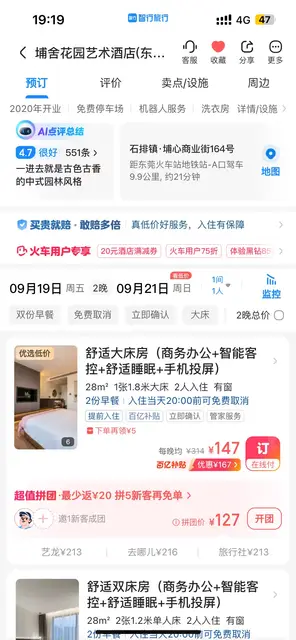 19:19
智行旅行
4G
47
埔舍花园艺术酒店(东...
客服
收藏
分享
更多
预订
评价
卖点/设施
周边
2020年开业
免费停车场
机器人服务
洗衣房
详情/设施
AI点评总结
4.7 很好 551条
一进去就是古色古香的中式园林风格
石排镇·埔心商业街164号
距东莞火车站地铁站-A口驾车
9.9公里, 约21分钟
地图
买贵就赔·敢赔多倍
真低价好服务,入住有保障
火车用户专享
20元酒店满减券
火车用户75折
体验黑钻6
看低价
09月19日 周五
2晚
09月21日 周日
1间
1人
监控
双份早餐
免费取消
立即确认
大床
2晚总价
优选低价
舒适大床房(商务办公+智能客
控+舒适睡眠+手机投屏)
28m² 1张1.8米大床 2人入住 有窗
2份早餐 入住当天20:00前可免费取消
提前入住
百亿补贴
立即确认
管家服务
下单再领¥5
6
每晚均 ¥314 ¥147
百亿补贴 优惠¥167
订
在线付
超值拼团·最少返¥20 拼5新客再免单
邀1新客成团
拼团价 ¥127
开团
艺龙¥213
去哪儿¥216
旅行社¥213
舒适双床房(商务办公+智能客
控+舒适睡眠+手机投屏)
28m² 2张1.2米单人床 2人入住 有窗
2份早餐 入住当天20:00前可免费取消